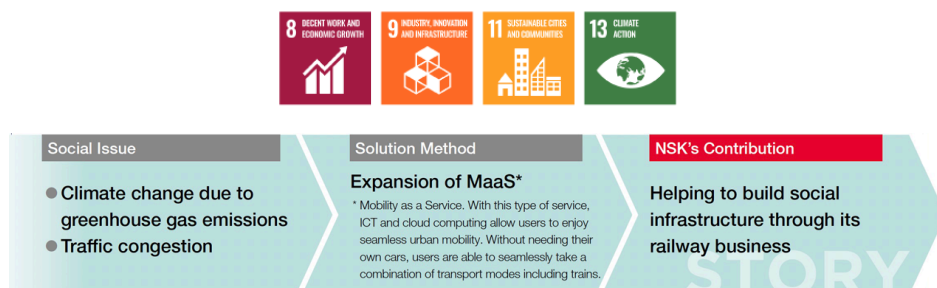 8 DECENT WORK AND
ECONOMIC GROWTH
9 INDUSTRY, INNOVATION
AND INFRASTRUCTURE
11 SUSTAINABLE CITIES
AND COMMUNITIES
13 CLIMATE
ACTION
Social Issue
● Climate change due to
greenhouse gas emissions
● Traffic congestion
Solution Method
Expansion of MaaS*
* Mobility as a Service. With this type of service,
ICT and cloud computing allow users to enjoy
seamless urban mobility. Without needing their
own cars, users are able to seamlessly take a
combination of transport modes including trains.
NSK's Contribution
Helping to build social
infrastructure through its
railway business
STORY